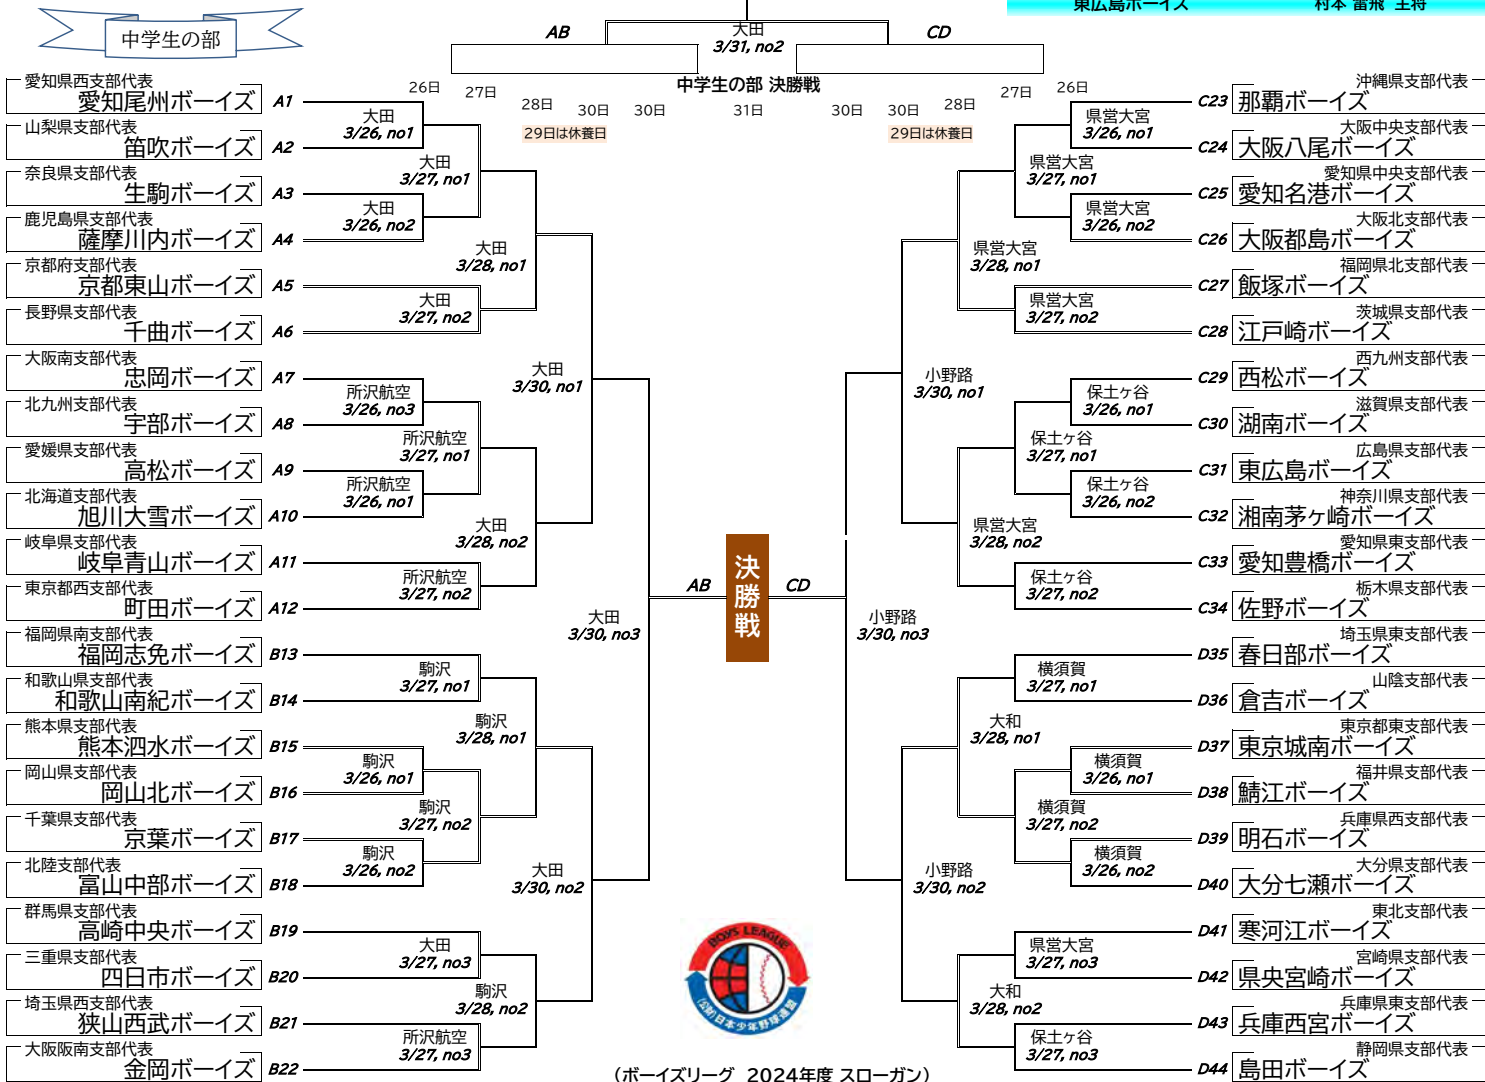 東広島ボーイズ 村本 雷飛 主将
中学生の部
AB 大田 CD
3/31, no2
中学生の部 決勝戦
26日 27日 28日 30日 30日 31日 30日 30日 28日 27日 26日
29日は休養日 29日は休養日
愛知県西支部代表
愛知尾州ボーイズ A1
大田
3/26, no1
山梨県支部代表
笛吹ボーイズ A2
大田
3/27, no1
奈良県支部代表
生駒ボーイズ A3
大田
3/26, no2
鹿児島県支部代表
薩摩川内ボーイズ A4
大田
3/28, no1
京都府支部代表
京都東山ボーイズ A5
大田
3/27, no2
長野県支部代表
千曲ボーイズ A6
大田
3/30, no1
大阪南支部代表
忠岡ボーイズ A7
所沢航空
3/26, no3
北九州支部代表
宇部ボーイズ A8
所沢航空
3/27, no1
愛媛県支部代表
高松ボーイズ A9
所沢航空
3/26, no1
北海道支部代表
旭川大雪ボーイズ A10
大田
3/28, no2
岐阜県支部代表
岐阜青山ボーイズ A11
所沢航空
3/27, no2
東京都西支部代表
町田ボーイズ A12
大田
3/30, no3
福岡県南支部代表
福岡志免ボーイズ B13
駒沢
3/27, no1
和歌山県支部代表
和歌山南紀ボーイズ B14
駒沢
3/28, no1
熊本県支部代表
熊本泗水ボーイズ B15
駒沢
3/26, no1
岡山県支部代表
岡山北ボーイズ B16
駒沢
3/27, no2
千葉県支部代表
京葉ボーイズ B17
駒沢
3/26, no2
北陸支部代表
富山中部ボーイズ B18
大田
3/30, no2
群馬県支部代表
高崎中央ボーイズ B19
大田
3/27, no3
三重県支部代表
四日市ボーイズ B20
駒沢
3/28, no2
埼玉県西支部代表
狭山西武ボーイズ B21
所沢航空
3/27, no3
大阪阪南支部代表
金岡ボーイズ B22
AB 決勝戦 CD
沖縄県支部代表
C23 那覇ボーイズ
県営大宮
3/26, no1
大阪中央支部代表
C24 大阪八尾ボーイズ
県営大宮
3/27, no1
愛知県中央支部代表
C25 愛知名港ボーイズ
県営大宮
3/26, no2
大阪北支部代表
C26 大阪都島ボーイズ
県営大宮
3/28, no1
福岡県北支部代表
C27 飯塚ボーイズ
県営大宮
3/27, no2
茨城県支部代表
C28 江戸崎ボーイズ
小野路
3/30, no1
西九州支部代表
C29 西松ボーイズ
保土ヶ谷
3/26, no1
滋賀県支部代表
C30 湖南ボーイズ
保土ヶ谷
3/27, no1
広島県支部代表
C31 東広島ボーイズ
保土ヶ谷
3/26, no2
神奈川県支部代表
C32 湘南茅ヶ崎ボーイズ
県営大宮
3/28, no2
愛知県東支部代表
C33 愛知豊橋ボーイズ
保土ヶ谷
3/27, no2
栃木県支部代表
C34 佐野ボーイズ
小野路
3/30, no3
埼玉県東支部代表
D35 春日部ボーイズ
横須賀
3/27, no1
山陰支部代表
D36 倉吉ボーイズ
大和
3/28, no1
東京都東支部代表
D37 東京城南ボーイズ
横須賀
3/26, no1
福井県支部代表
D38 鯖江ボーイズ
横須賀
3/27, no2
兵庫県西支部代表
D39 明石ボーイズ
横須賀
3/26, no2
大分県支部代表
D40 大分七瀬ボーイズ
小野路
3/30, no2
東北支部代表
D41 寒河江ボーイズ
県営大宮
3/27, no3
宮崎県支部代表
D42 県央宮崎ボーイズ
大和
3/28, no2
兵庫県東支部代表
D43 兵庫西宮ボーイズ
保土ヶ谷
3/27, no3
静岡県支部代表
D44 島田ボーイズ
BOYS LEAGUE
(公財)日本少年野球連盟
（ボーイズリーグ 2024年度 スローガン）